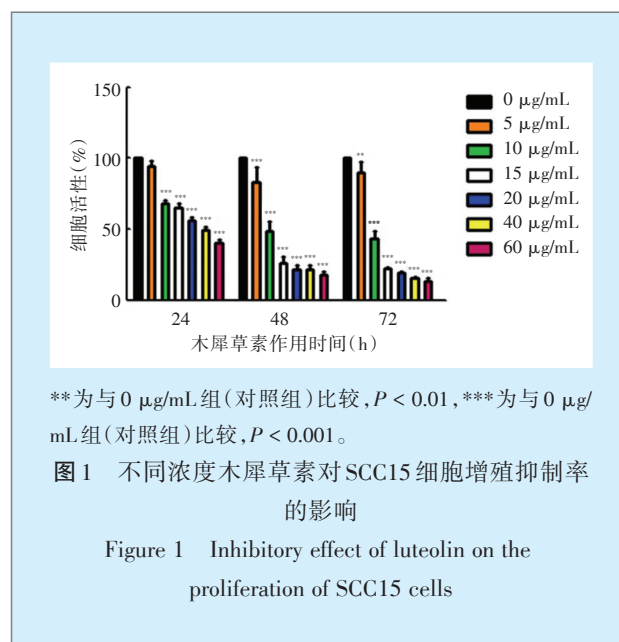 150
100
50
0
细胞活性(%)
0 μg/mL
5 μg/mL
10 μg/mL
15 μg/mL
20 μg/mL
40 μg/mL
60 μg/mL
***
***
***
***
***
***
***
***
***
***
***
**
***
***
***
***
***
24
48
72
木犀草素作用时间(h)
**为与0 μg/mL组(对照组)比较,P < 0.01,***为与0 μg/
mL组(对照组)比较,P < 0.001。
图1 不同浓度木犀草素对SCC15细胞增殖抑制率
的影响
Figure 1 Inhibitory effect of luteolin on the
proliferation of SCC15 cells